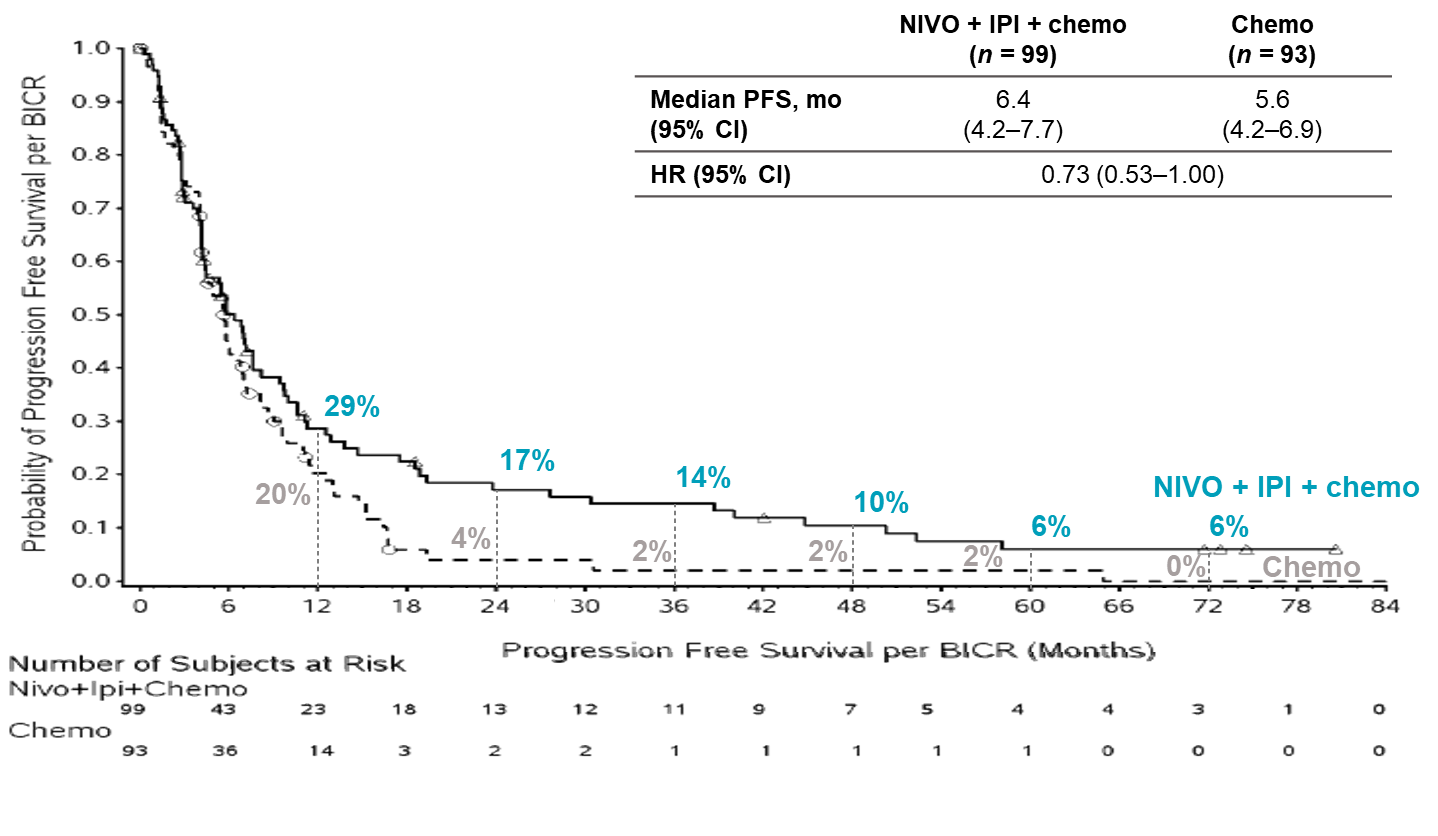 NIVO + IPI + chemo Chemo
(n = 99) (n = 93)
Median PFS, mo 6.4 5.6
(95% CI) (4.2–7.7) (4.2–6.9)
HR (95% CI) 0.73 (0.53–1.00)
Probability of Progression Free Survival per BICR
1.0
0.9
0.8
0.7
0.6
0.5
0.4
0.3
0.2
0.1
0.0
29%
17%
14%
10%
6%
6%
NIVO + IPI + chemo
20%
4%
2%
2%
2%
0%
Chemo
0 6 12 18 24 30 36 42 48 54 60 66 72 78 84
Progression Free Survival per BICR (Months)
Number of Subjects at Risk
Nivo+Ipi+Chemo
99 43 23 18 13 12 11 9 7 5 4 4 3 1 0
Chemo
93 36 14 3 2 2 1 1 1 1 1 0 0 0 0